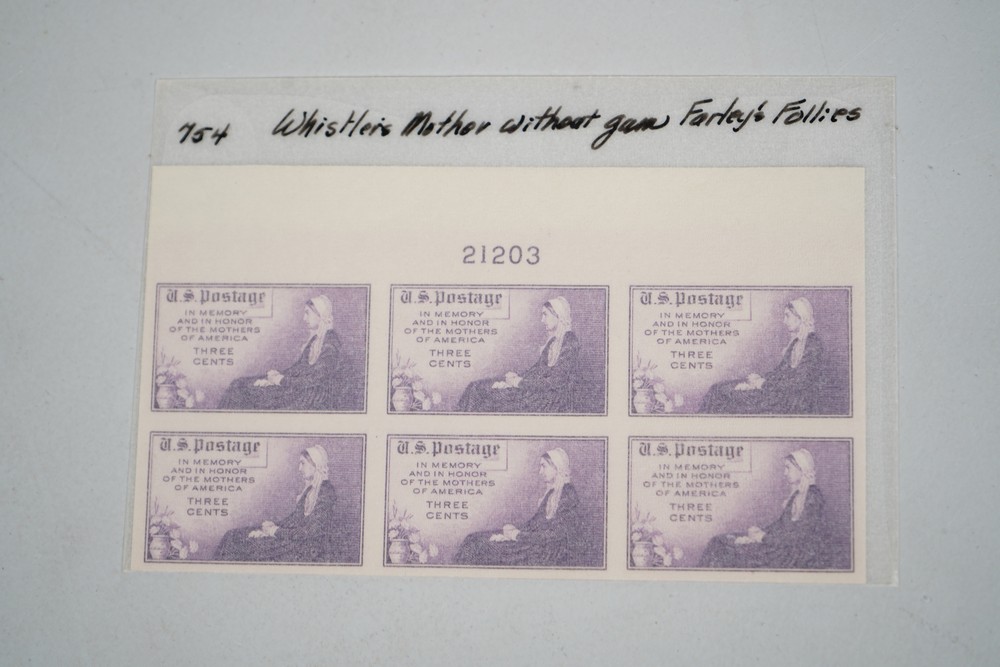 754 Whistler's Mother without gum Farley's Follies
21203
U.S. Postage
IN MEMORY
AND IN HONOR
OF THE MOTHERS
OF AMERICA
THREE
CENTS
U.S. Postage
IN MEMORY
AND IN HONOR
OF THE MOTHERS
OF AMERICA
THREE
CENTS
U.S. Postage
IN MEMORY
AND IN HONOR
OF THE MOTHERS
OF AMERICA
THREE
CENTS
U.S. Postage
IN MEMORY
AND IN HONOR
OF THE MOTHERS
OF AMERICA
THREE
CENTS
U.S. Postage
IN MEMORY
AND IN HONOR
OF THE MOTHERS
OF AMERICA
THREE
CENTS
U.S. Postage
IN MEMORY
AND IN HONOR
OF THE MOTHERS
OF AMERICA
THREE
CENTS